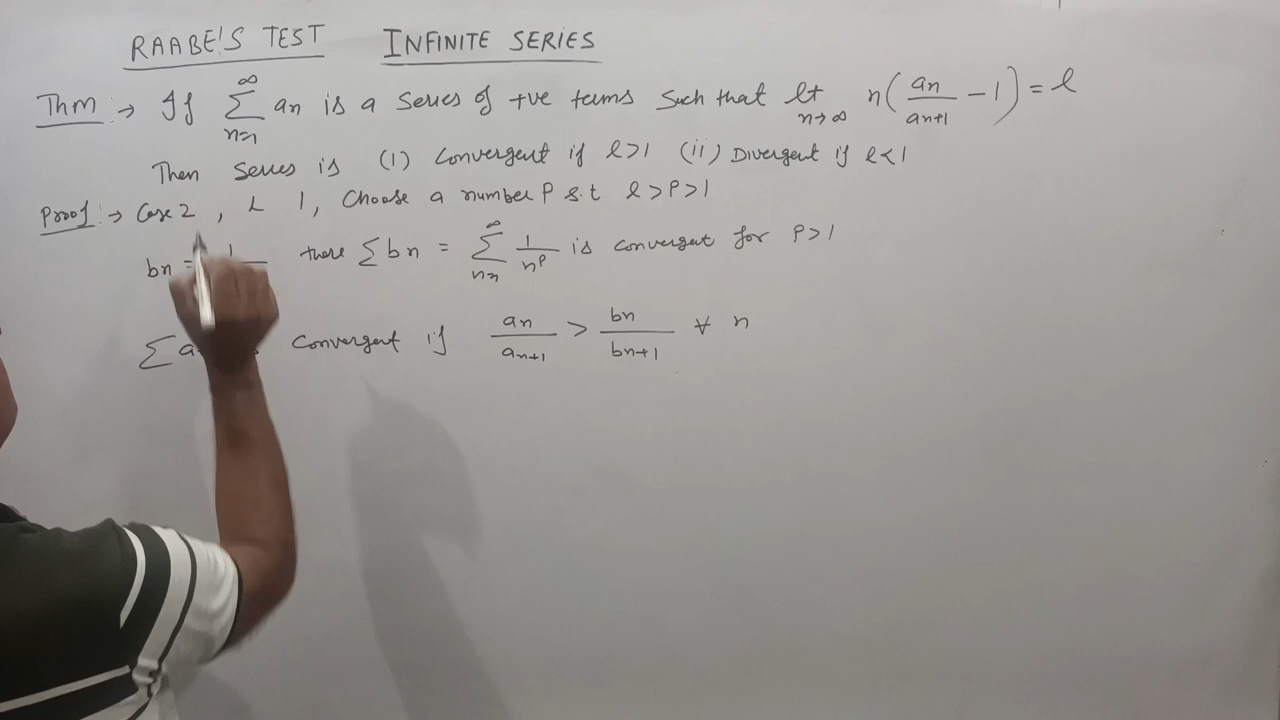 RAABE'S TEST INFINITE SERIES
Thm :→ If ∑_{n=1}^{∞} an is a series of +ve terms such that lt_{n→∞} n(an/an+1 − 1) = l
Then series is (i) Convergent if l>1 (ii) Divergent if l<1
Proof :→ Case 2, L 1, Choose a number P s.t l>P>1
bn = 1 there ∑bn = ∑^{∞} 1/n^P is convergent for P>1
∑ Convergent if an/an+1 > bn/bn+1 ∀ n